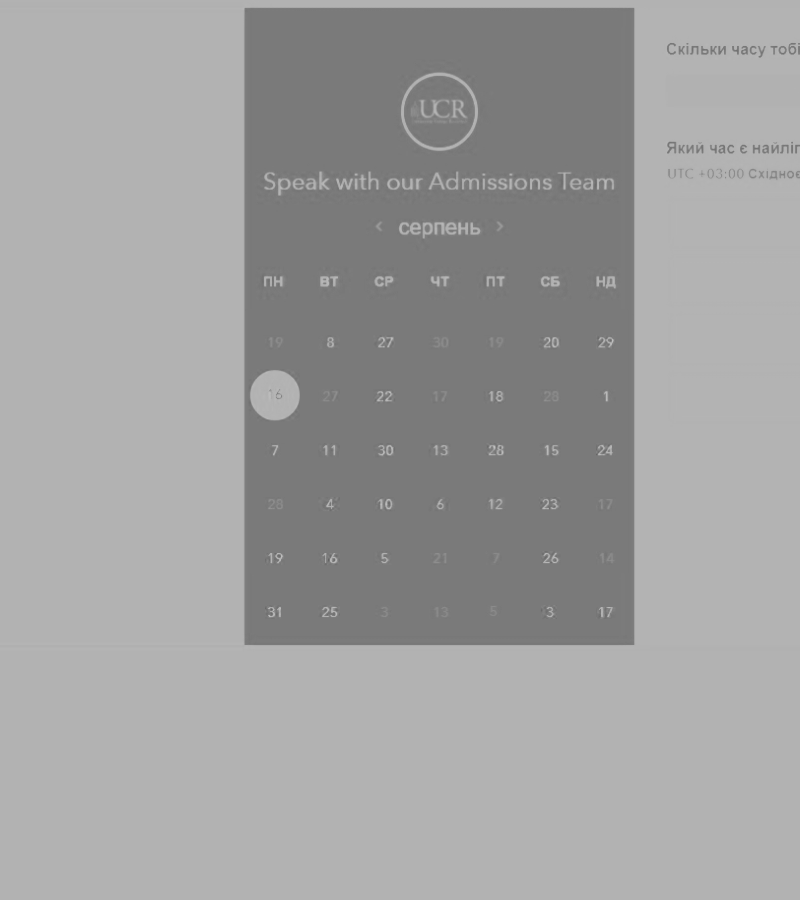 UCR
Speak with our Admissions Team
< серпень >
ПН ВТ СР ЧТ ПТ СБ НД
19 8 27 30 19 20 29
16 27 22 17 18 28 1
7 11 30 13 28 15 24
28 4 10 6 12 23 17
19 16 5 21 7 26 14
31 25 3 13 5 3 17
Скільки часу тобі
Який час є найліп
UTC +03:00 Східноє